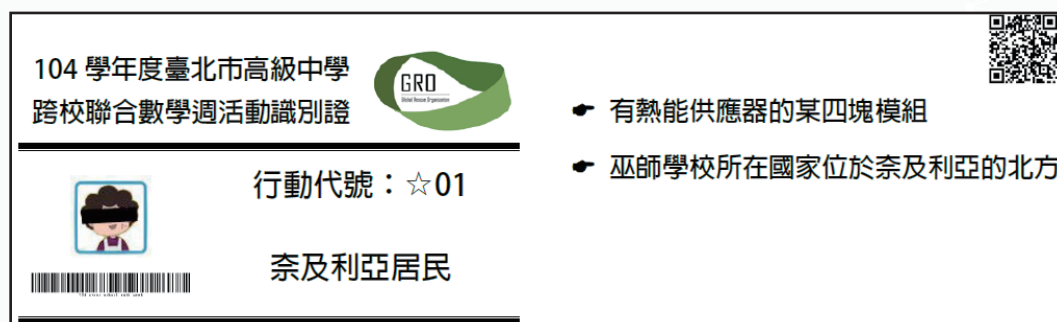 104 學年度臺北市高級中學
跨校聯合數學週活動識別證
GRO
Global Rescue Organization
行動代號：☆01
奈及利亞居民
☛ 有熱能供應器的某四塊模組
☛ 巫師學校所在國家位於奈及利亞的北方